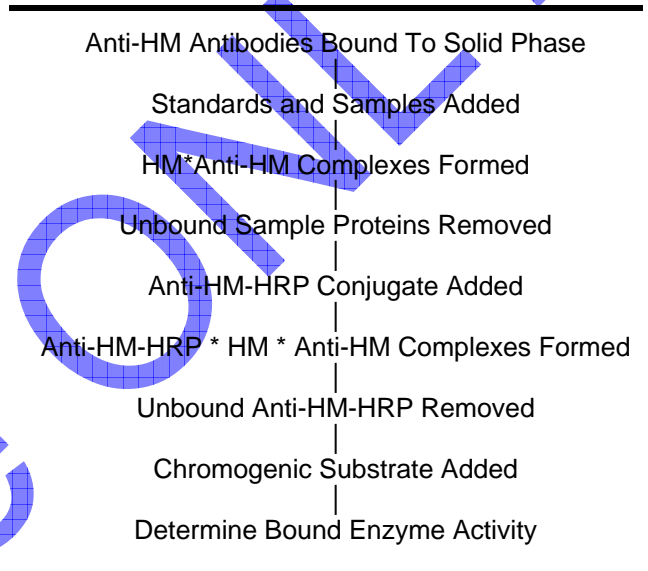 Anti-HM Antibodies Bound To Solid Phase
|
Standards and Samples Added
|
HM*Anti-HM Complexes Formed
|
Unbound Sample Proteins Removed
|
Anti-HM-HRP Conjugate Added
|
Anti-HM-HRP * HM * Anti-HM Complexes Formed
|
Unbound Anti-HM-HRP Removed
|
Chromogenic Substrate Added
|
Determine Bound Enzyme Activity